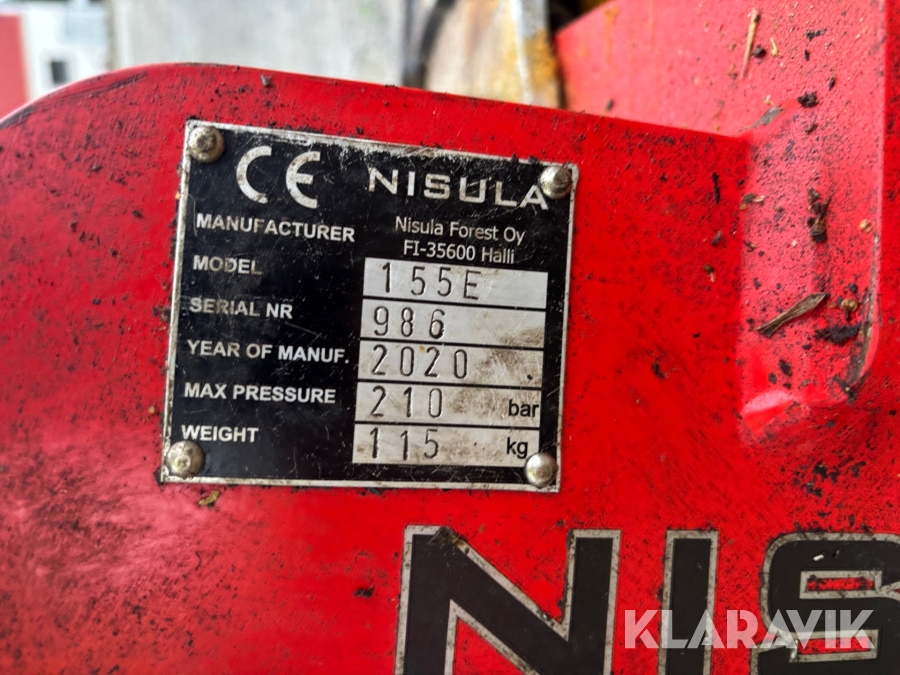 CE NISULA
MANUFACTURER Nisula Forest Oy
FI-35600 Halli
MODEL 155E
SERIAL NR 986
YEAR OF MANUF. 2020
MAX PRESSURE 210 bar
WEIGHT 115 kg
NIS
KLARAVIK